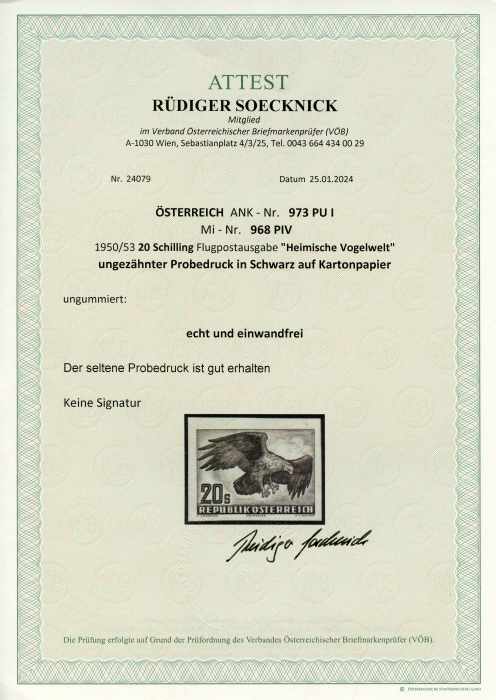 ATTEST
RÜDIGER SOECKNICK
Mitglied
im Verband Österreichischer Briefmarkenprüfer (VÖB)
A-1030 Wien, Sebastianplatz 4/3/25, Tel. 0043 664 434 00 29
Nr. 24079 Datum 25.01.2024
ÖSTERREICH ANK - Nr. 973 PU I
Mi - Nr. 968 PIV
1950/53 20 Schilling Flugpostausgabe "Heimische Vogelwelt"
ungezähnter Probedruck in Schwarz auf Kartonpapier
ungummiert:
echt und einwandfrei
Der seltene Probedruck ist gut erhalten
Keine Signatur
20s
REPUBLIK ÖSTERREICH
Die Prüfung erfolgte auf Grund der Prüfordnung des Verbandes Österreichischer Briefmarkenprüfer (VÖB).